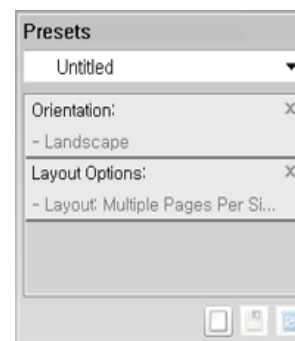 Presets
Untitled
Orientation:
- Landscape
Layout Options:
- Layout: Multiple Pages Per Si...